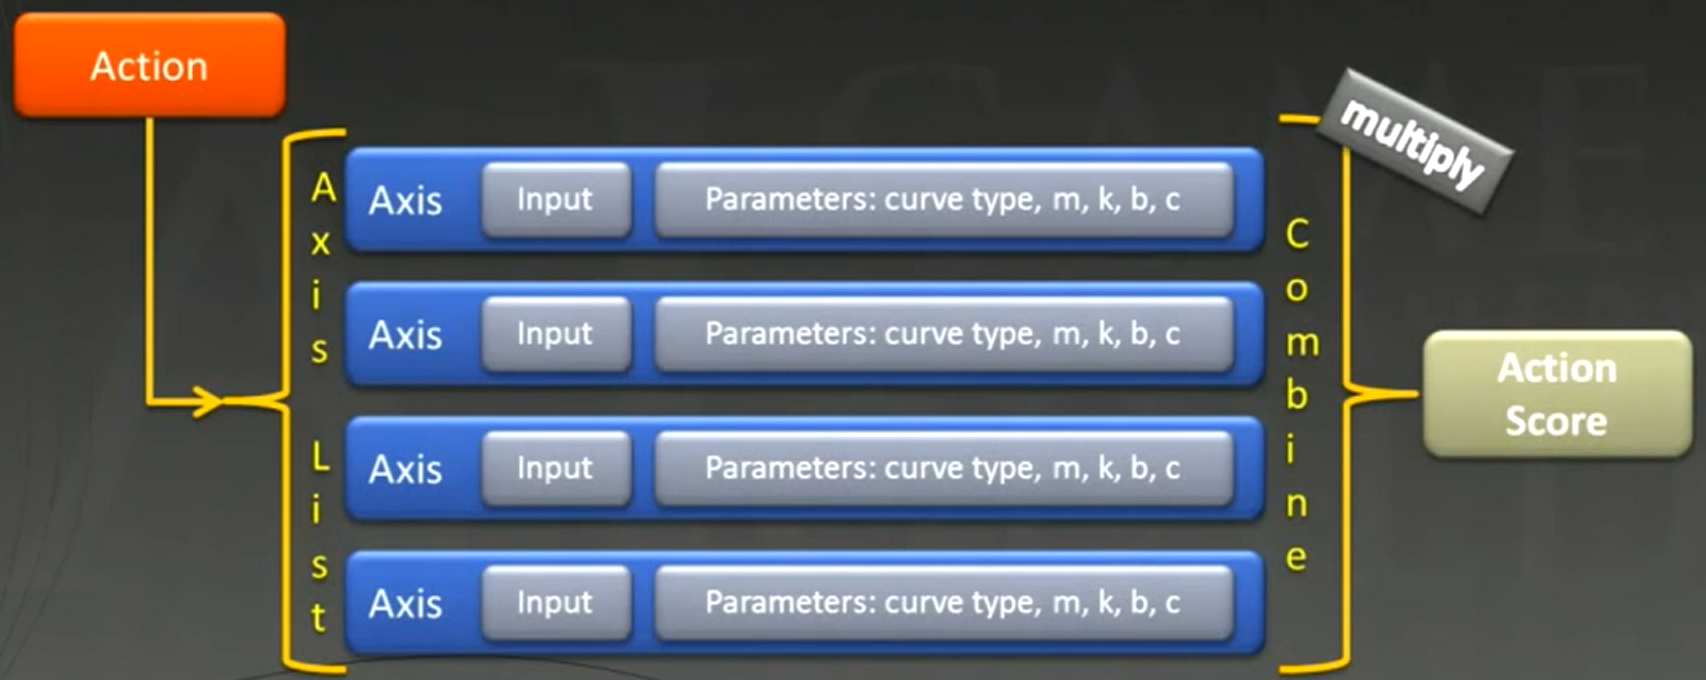 Action
multiply
Axis List
Axis Input Parameters: curve type, m, k, b, c
Axis Input Parameters: curve type, m, k, b, c
Axis Input Parameters: curve type, m, k, b, c
Axis Input Parameters: curve type, m, k, b, c
Combine
Action
Score